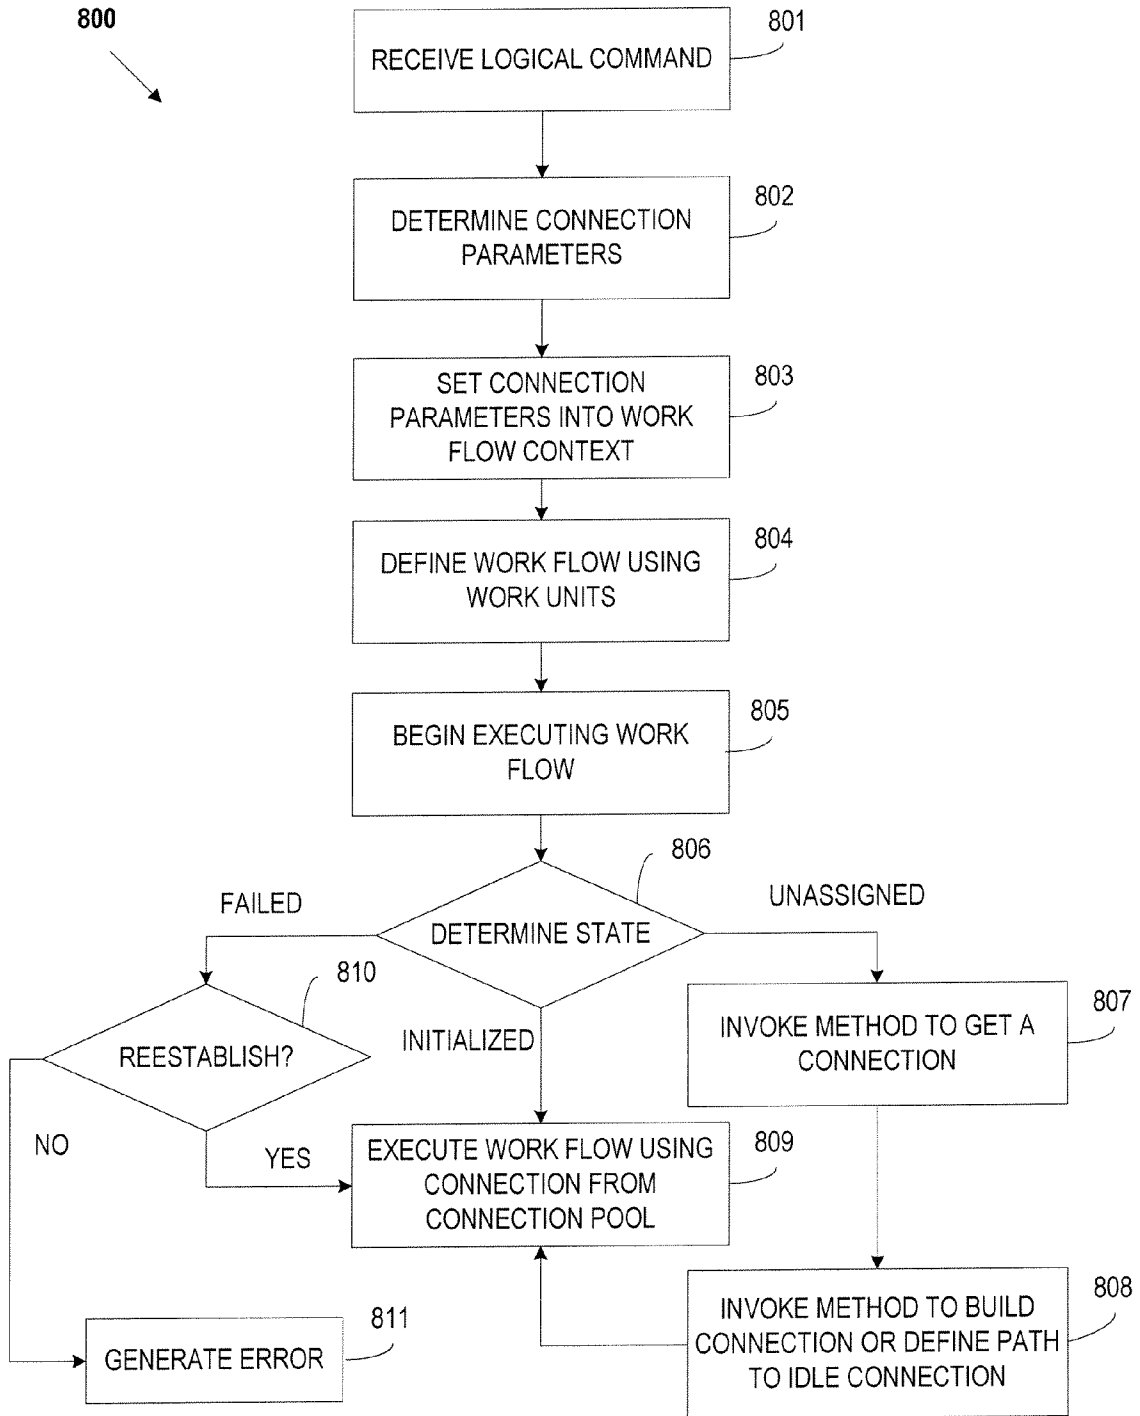 800
801
RECEIVE LOGICAL COMMAND
802
DETERMINE CONNECTION
PARAMETERS
803
SET CONNECTION
PARAMETERS INTO WORK
FLOW CONTEXT
804
DEFINE WORK FLOW USING
WORK UNITS
805
BEGIN EXECUTING WORK
FLOW
806
DETERMINE STATE
FAILED
UNASSIGNED
INITIALIZED
810
REESTABLISH?
NO
YES
807
INVOKE METHOD TO GET A
CONNECTION
809
EXECUTE WORK FLOW USING
CONNECTION FROM
CONNECTION POOL
808
INVOKE METHOD TO BUILD
CONNECTION OR DEFINE PATH
TO IDLE CONNECTION
811
GENERATE ERROR